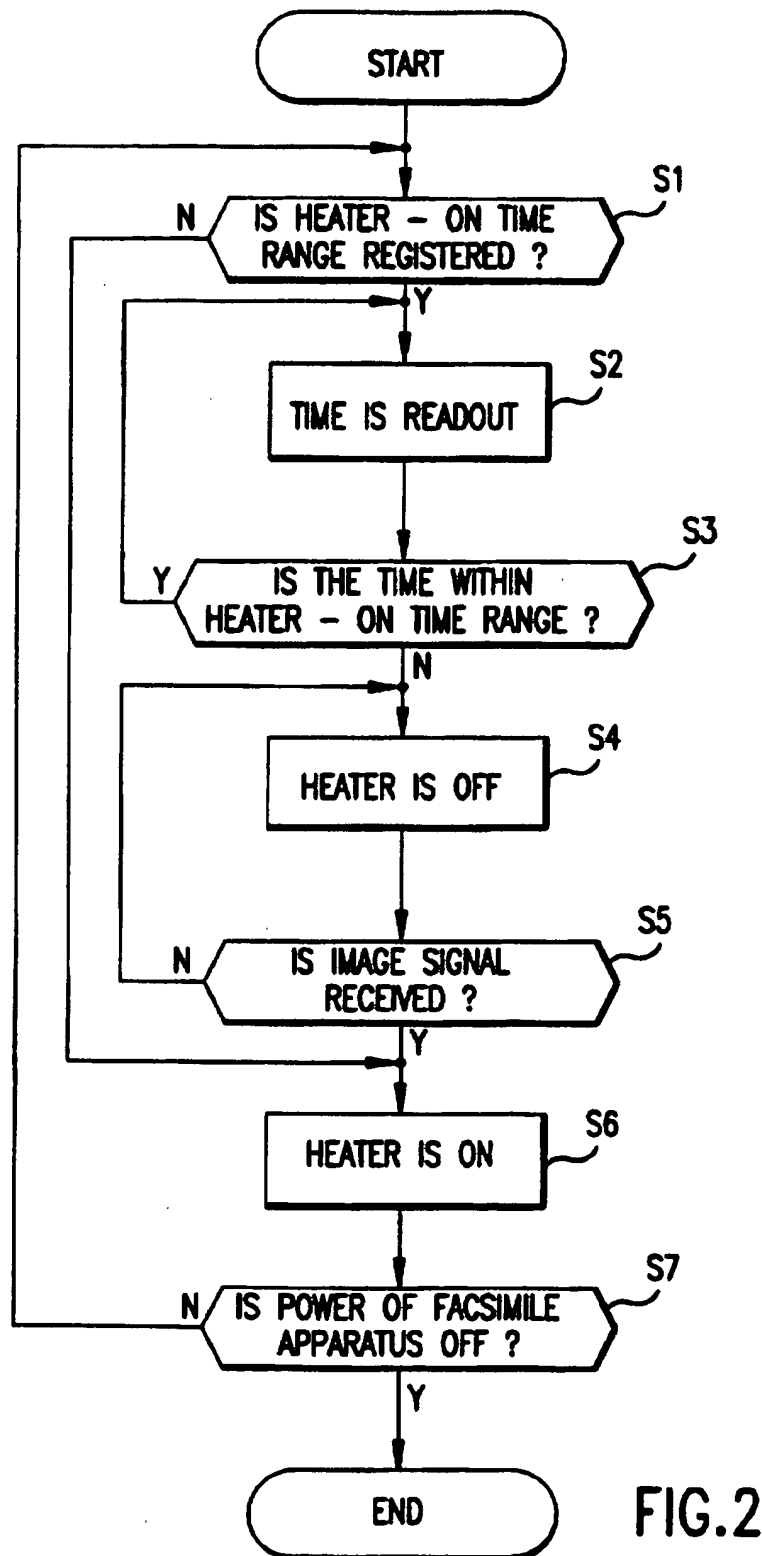 START
S1
N
IS HEATER - ON TIME
RANGE REGISTERED ?
Y
S2
TIME IS READOUT
S3
Y
IS THE TIME WITHIN
HEATER - ON TIME RANGE ?
N
S4
HEATER IS OFF
S5
N
IS IMAGE SIGNAL
RECEIVED ?
Y
S6
HEATER IS ON
S7
N
IS POWER OF FACSIMILE
APPARATUS OFF ?
Y
END
FIG.2